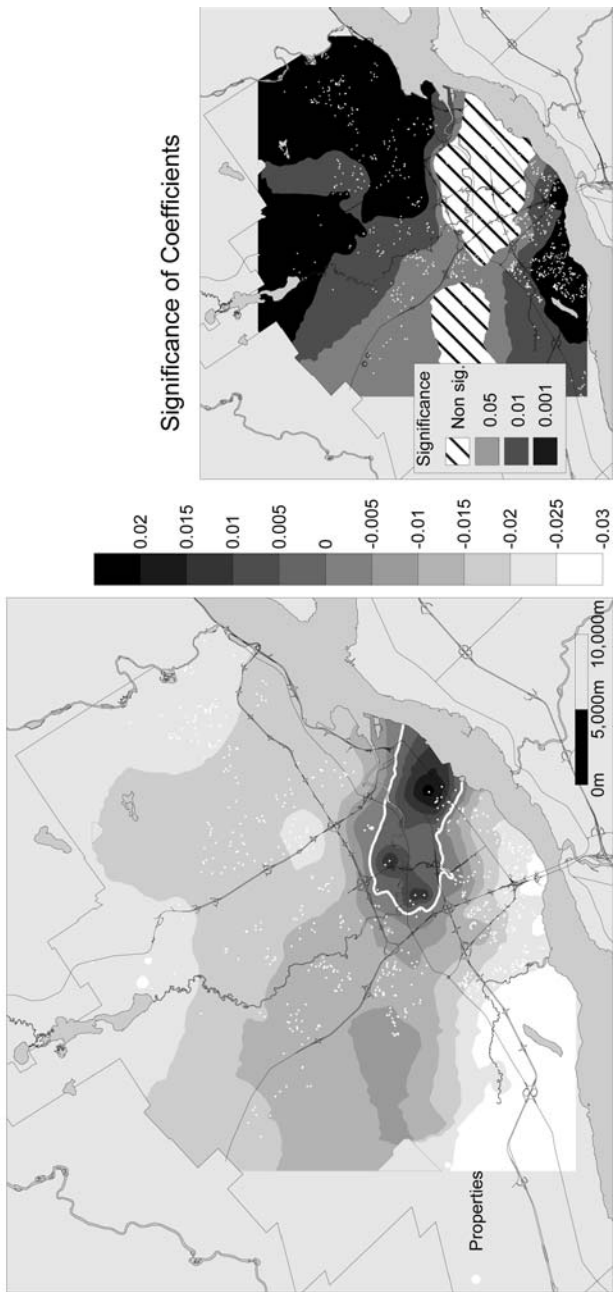 Significance of Coefficients
Significance
Non sig.
0.05
0.01
0.001
0.02
0.015
0.01
0.005
0
-0.005
-0.01
-0.015
-0.02
-0.025
-0.03
Properties
0m 5,000m 10,000m